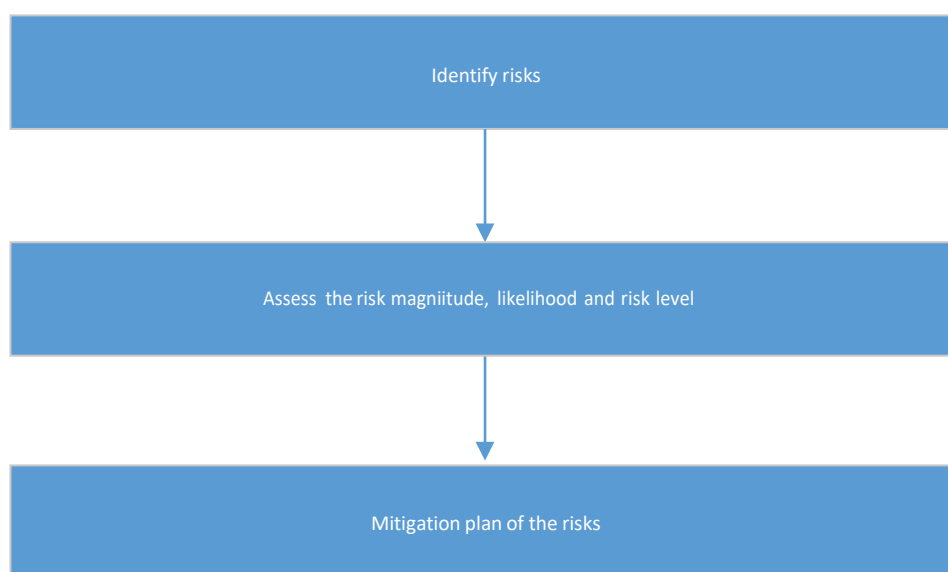 Identify risks
Assess the risk magniitude, likelihood and risk level
Mitigation plan of the risks